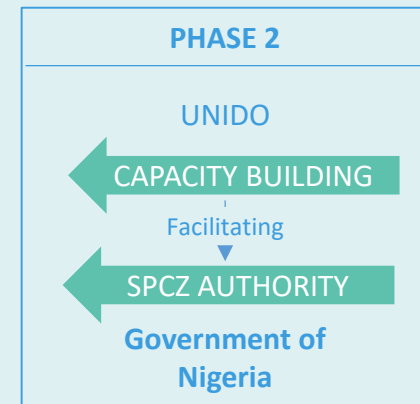 PHASE 2
UNIDO
CAPACITY BUILDING
Facilitating
SPCZ AUTHORITY
Government of
Nigeria